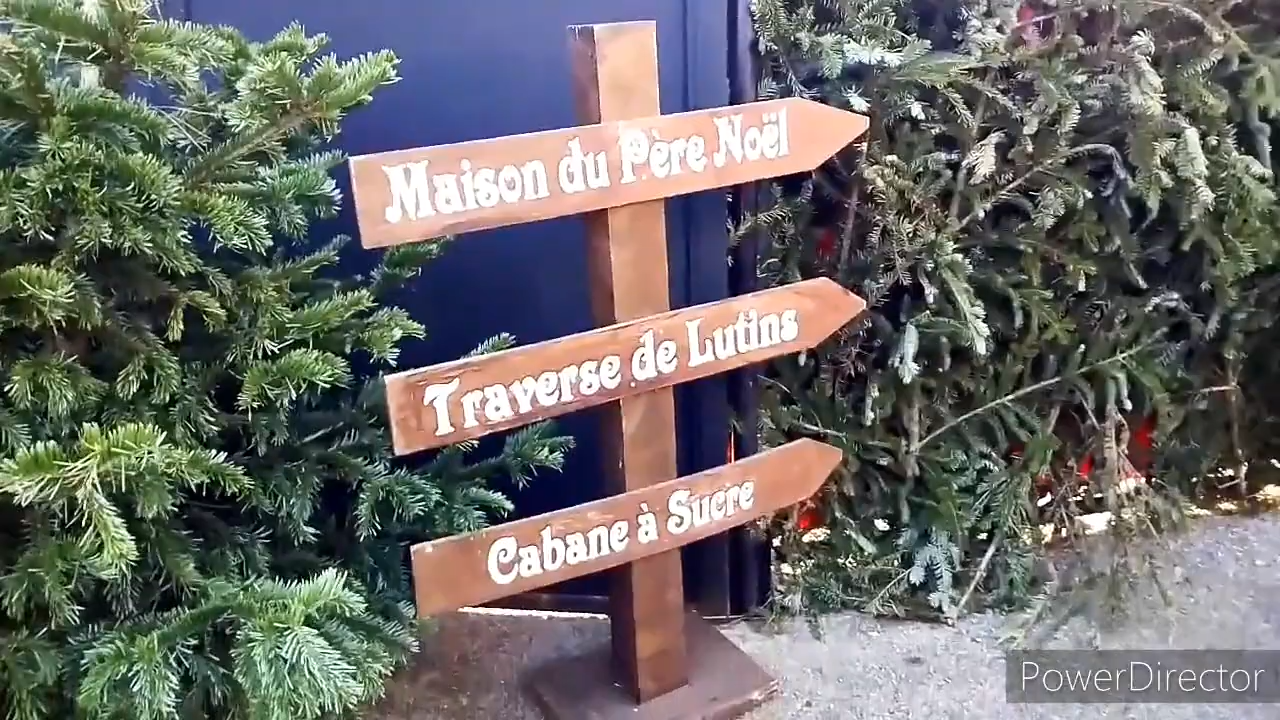 Maison du Père Noël
Traverse de Lutins
Cabane à Sucre
PowerDirector